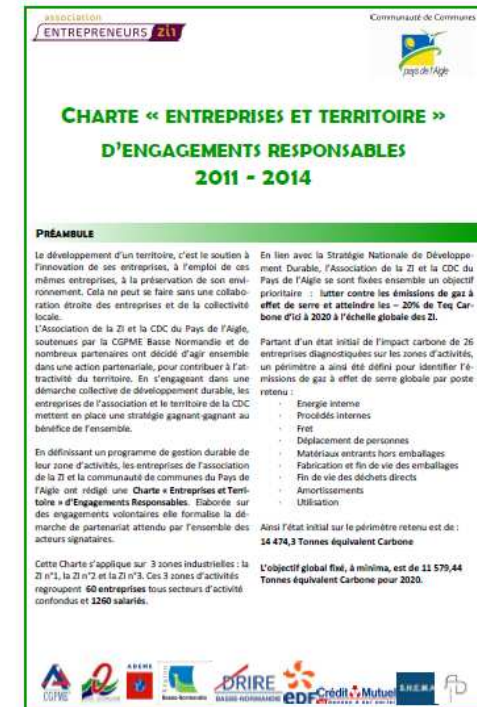 association
ENTREPRENEURS ZI1
Communauté de Communes
pays de l'Aigle
CHARTE « ENTREPRISES ET TERRITOIRE »
D'ENGAGEMENTS RESPONSABLES
2011 - 2014
PRÉAMBULE
Le développement d'un territoire, c'est le soutien à
l'innovation de ses entreprises, à l'emploi de ces
mêmes entreprises, à la préservation de son envi-
ronnement. Cela ne peut se faire sans une collabo-
ration étroite des entreprises et de la collectivité
locale.
L'Association de la ZI et la CDC du Pays de l'Aigle,
soutenues par la CGPME Basse Normandie et de
nombreux partenaires ont décidé d'agir ensemble
dans une action partenariale, pour contribuer à l'at-
tractivité du territoire. En s'engageant dans une
démarche collective de développement durable, les
entreprises de l'association et le territoire de la CDC
mettent en place une stratégie gagnant-gagnant au
bénéfice de l'ensemble.
En définissant un programme de gestion durable de
leur zone d'activités, les entreprises de l'association
de la ZI et la communauté de communes du Pays de
l'Aigle ont rédigé une Charte « Entreprises et Terri-
toire » d'Engagements Responsables. Elaborée sur
des engagements volontaires elle formalise la dé-
marche de partenariat attendu par l'ensemble des
acteurs signataires.
Cette Charte s'applique sur 3 zones industrielles : la
ZI n°1, la ZI n°2 et la ZI n°3. Ces 3 zones d'activités
regroupent 60 entreprises tous secteurs d'activité
confondus et 1260 salariés.
En lien avec la Stratégie Nationale de Développe-
ment Durable, l'Association de la ZI et la CDC du
Pays de l'Aigle se sont fixées ensemble un objectif
prioritaire : lutter contre les émissions de gaz à
effet de serre et atteindre les – 20% de Teq Car-
bone d'ici à 2020 à l'échelle globale des ZI.
Partant d'un état initial de l'impact carbone de 26
entreprises diagnostiquées sur les zones d'activités,
un périmètre a ainsi été défini pour identifier l'é-
missions de gaz à effet de serre globale par poste
retenu :
· Energie interne
· Procédés internes
· Fret
· Déplacement de personnes
· Matériaux entrants hors emballages
· Fabrication et fin de vie des emballages
· Fin de vie des déchets directs
· Amortissements
· Utilisation
Ainsi l'état initial sur le périmètre retenu est de :
14 474,3 Tonnes équivalent Carbone
L'objectif global fixé, à minima, est de 11 579,44
Tonnes équivalent Carbone pour 2020.
CGPME
ADEME
Basse-Normandie
DRIRE
BASSE-NORMANDIE
eDF
Crédit Mutuel
S.H.E.M.A